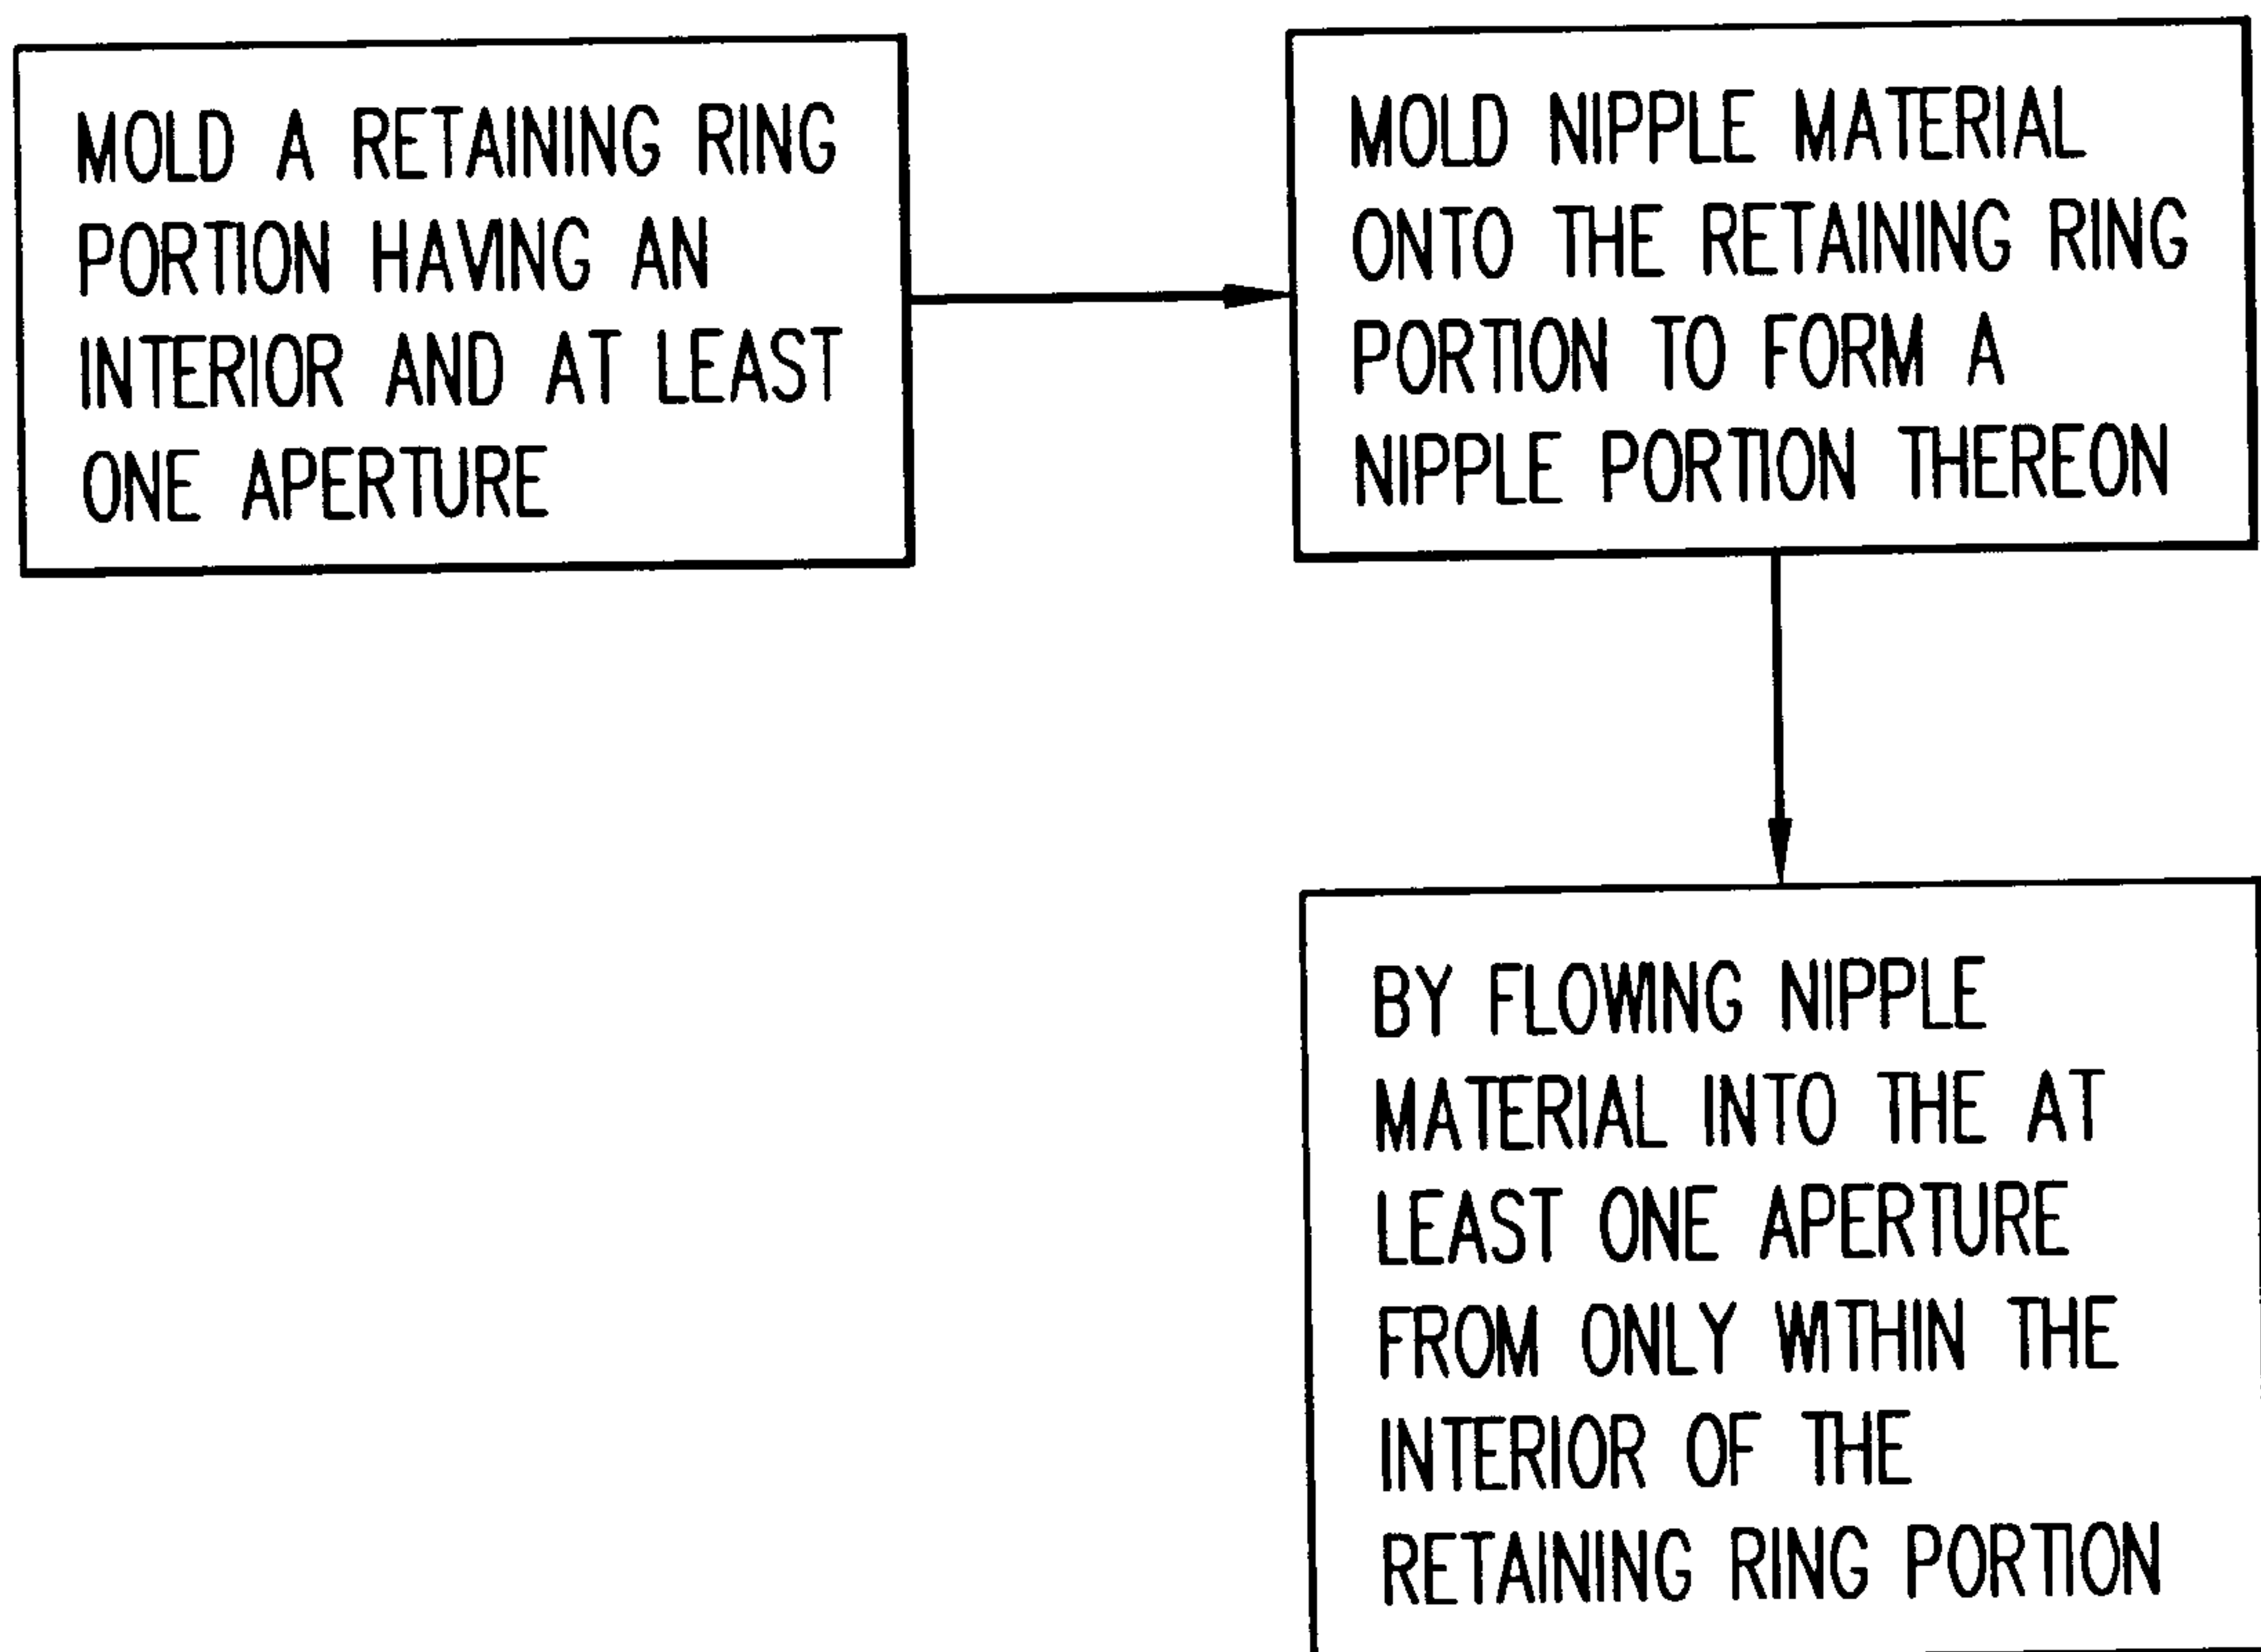 MOLD A RETAINING RING
PORTION HAVING AN
INTERIOR AND AT LEAST
ONE APERTURE
MOLD NIPPLE MATERIAL
ONTO THE RETAINING RING
PORTION TO FORM A
NIPPLE PORTION THEREON
BY FLOWING NIPPLE
MATERIAL INTO THE AT
LEAST ONE APERTURE
FROM ONLY WITHIN THE
INTERIOR OF THE
RETAINING RING PORTION